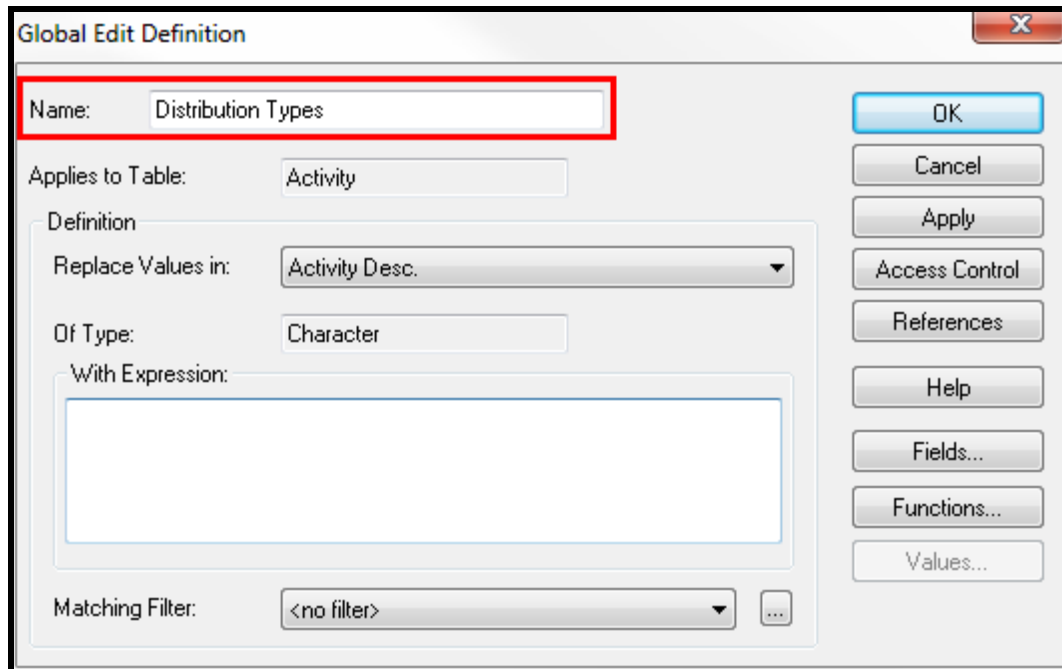 Global Edit Definition
Name: Distribution Types
Applies to Table: Activity
Definition
Replace Values in: Activity Desc.
Of Type: Character
With Expression:
Matching Filter: <no filter> ...
OK
Cancel
Apply
Access Control
References
Help
Fields...
Functions...
Values...